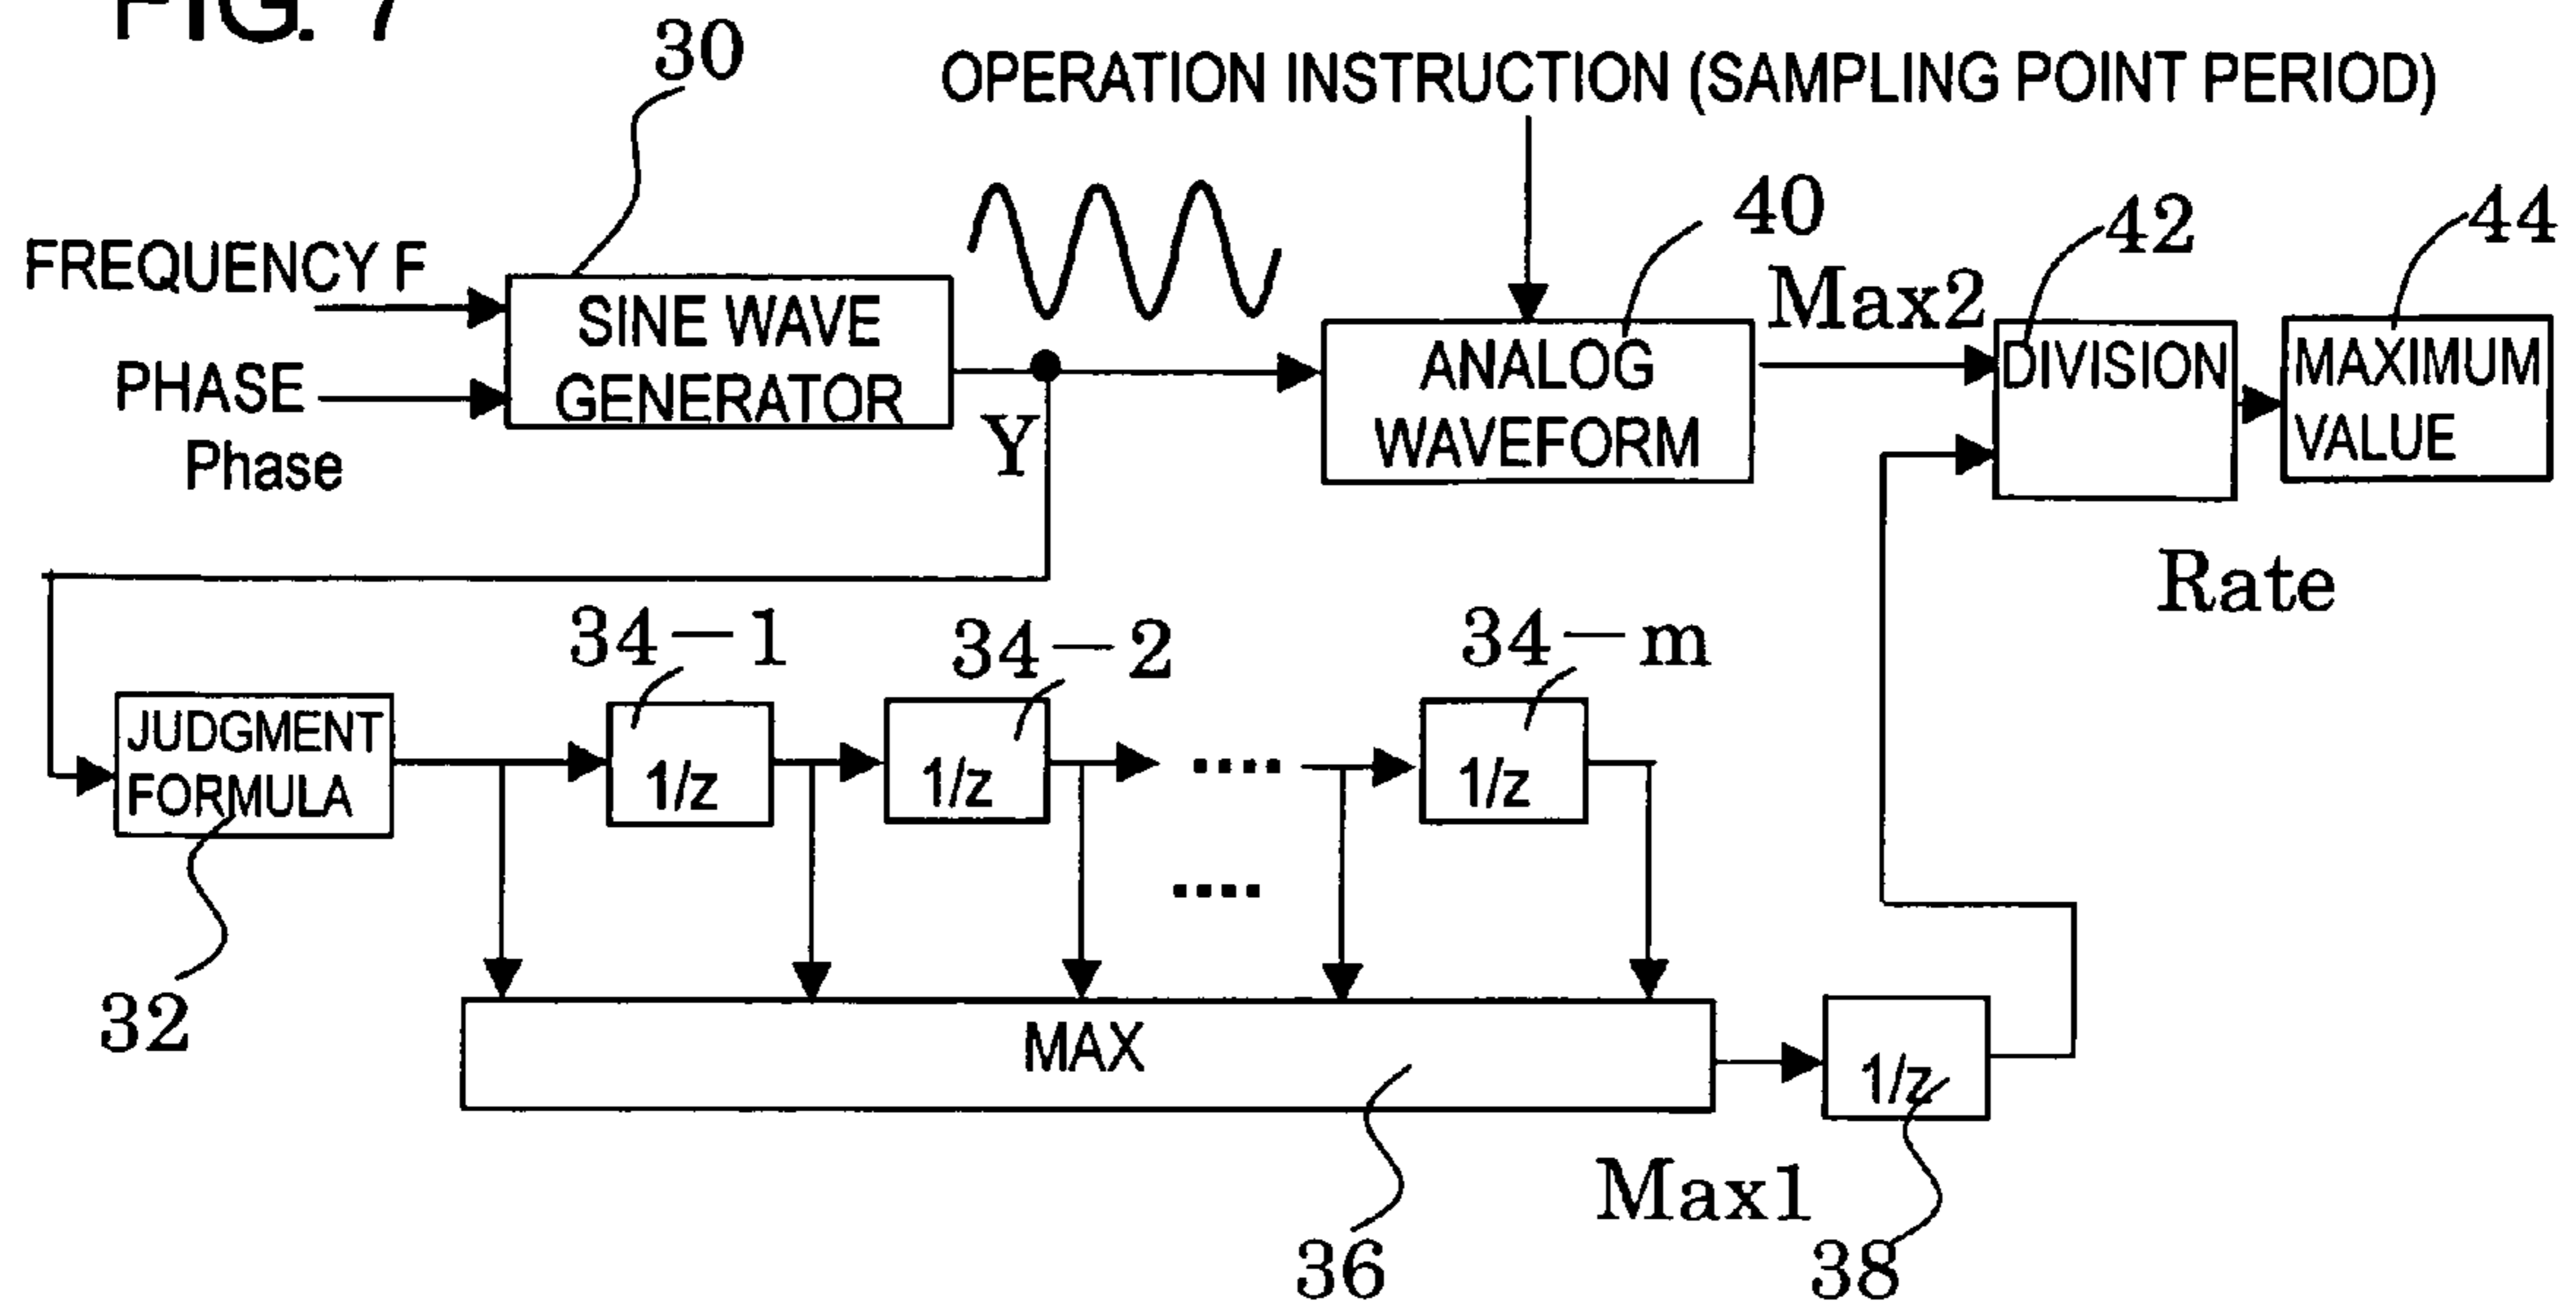 FIG. 7
30
OPERATION INSTRUCTION (SAMPLING POINT PERIOD)
40
42
44
FREQUENCY F
PHASE
Phase
SINE WAVE
GENERATOR
Y
ANALOG
WAVEFORM
Max2
DIVISION
MAXIMUM
VALUE
Rate
34-1
34-2
34-m
JUDGMENT
FORMULA
1/z
1/z
....
1/z
....
32
MAX
1/z
Max1
36
38